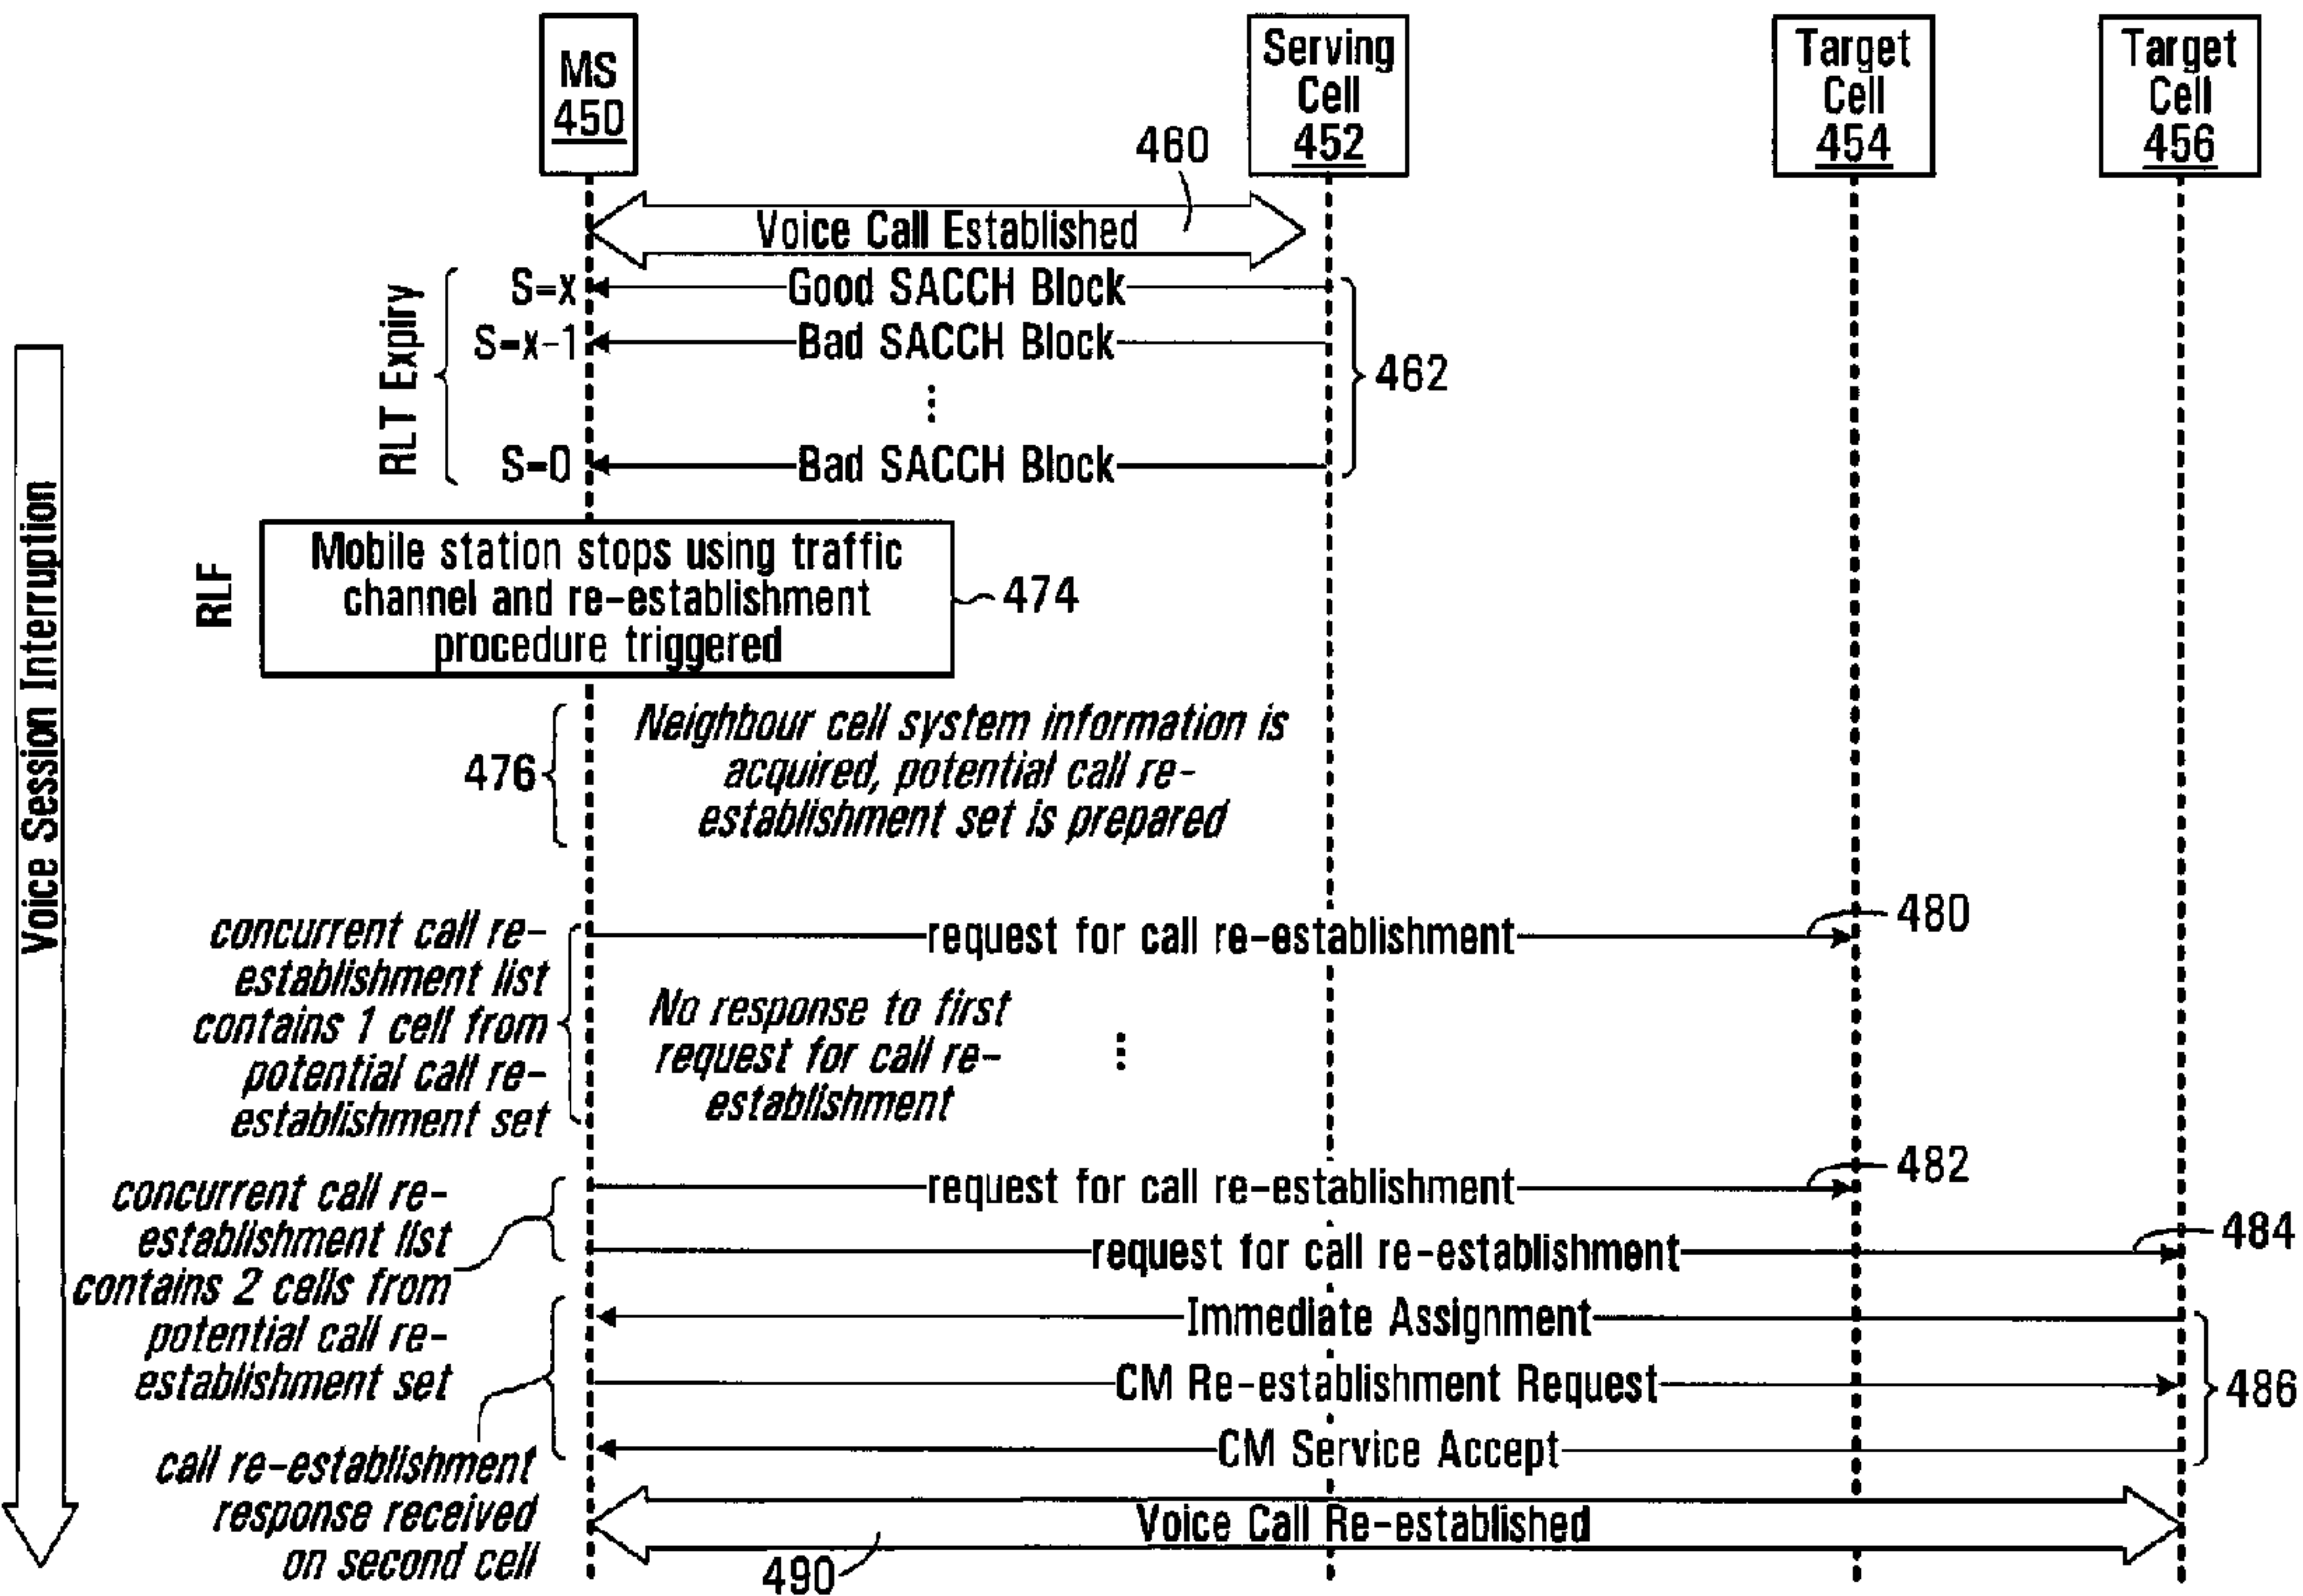 MS
450
Serving
Cell
452
Target
Cell
454
Target
Cell
456
460
Voice Call Established
RLT Expiry
S=x
Good SACCH Block
S=x-1
Bad SACCH Block
462
S=0
Bad SACCH Block
Voice Session Interruption
RLF
Mobile station stops using traffic
channel and re-establishment
procedure triggered
474
476
Neighbour cell system information is
acquired, potential call re-
establishment set is prepared
concurrent call re-
establishment list
contains 1 cell from
potential call re-
establishment set
request for call re-establishment
480
No response to first
request for call re-
establishment
request for call re-establishment
482
concurrent call re-
establishment list
contains 2 cells from
potential call re-
establishment set
request for call re-establishment
484
Immediate Assignment
CM Re-establishment Request
486
CM Service Accept
call re-establishment
response received
on second cell
Voice Call Re-established
490